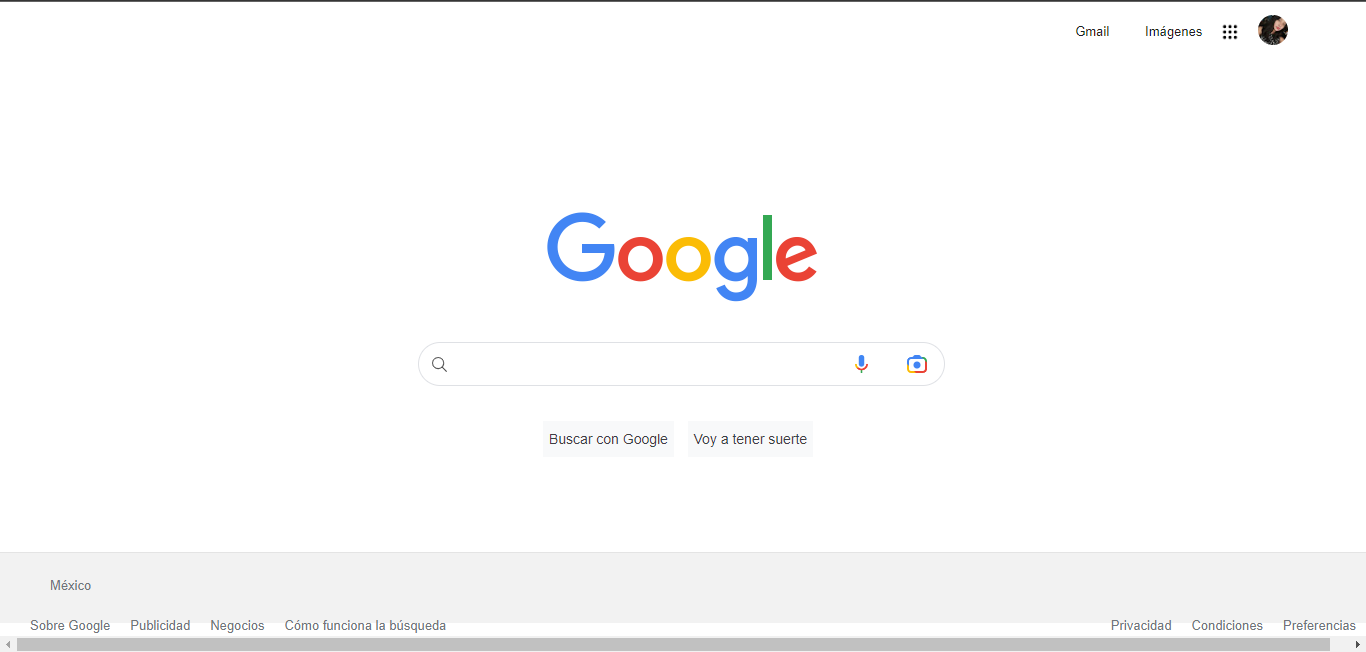 Gmail Imágenes
Google
Buscar con Google Voy a tener suerte
México
Sobre Google Publicidad Negocios Cómo funciona la búsqueda Privacidad Condiciones Preferencias